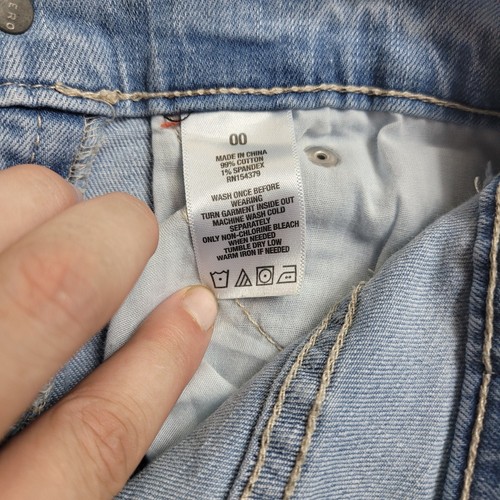 ERO
00
MADE IN CHINA
99% COTTON
1% SPANDEX
RN154379
WASH ONCE BEFORE
WEARING
TURN GARMENT INSIDE OUT
MACHINE WASH COLD
SEPARATELY
ONLY NON-CHLORINE BLEACH
WHEN NEEDED
TUMBLE DRY LOW
WARM IRON IF NEEDED